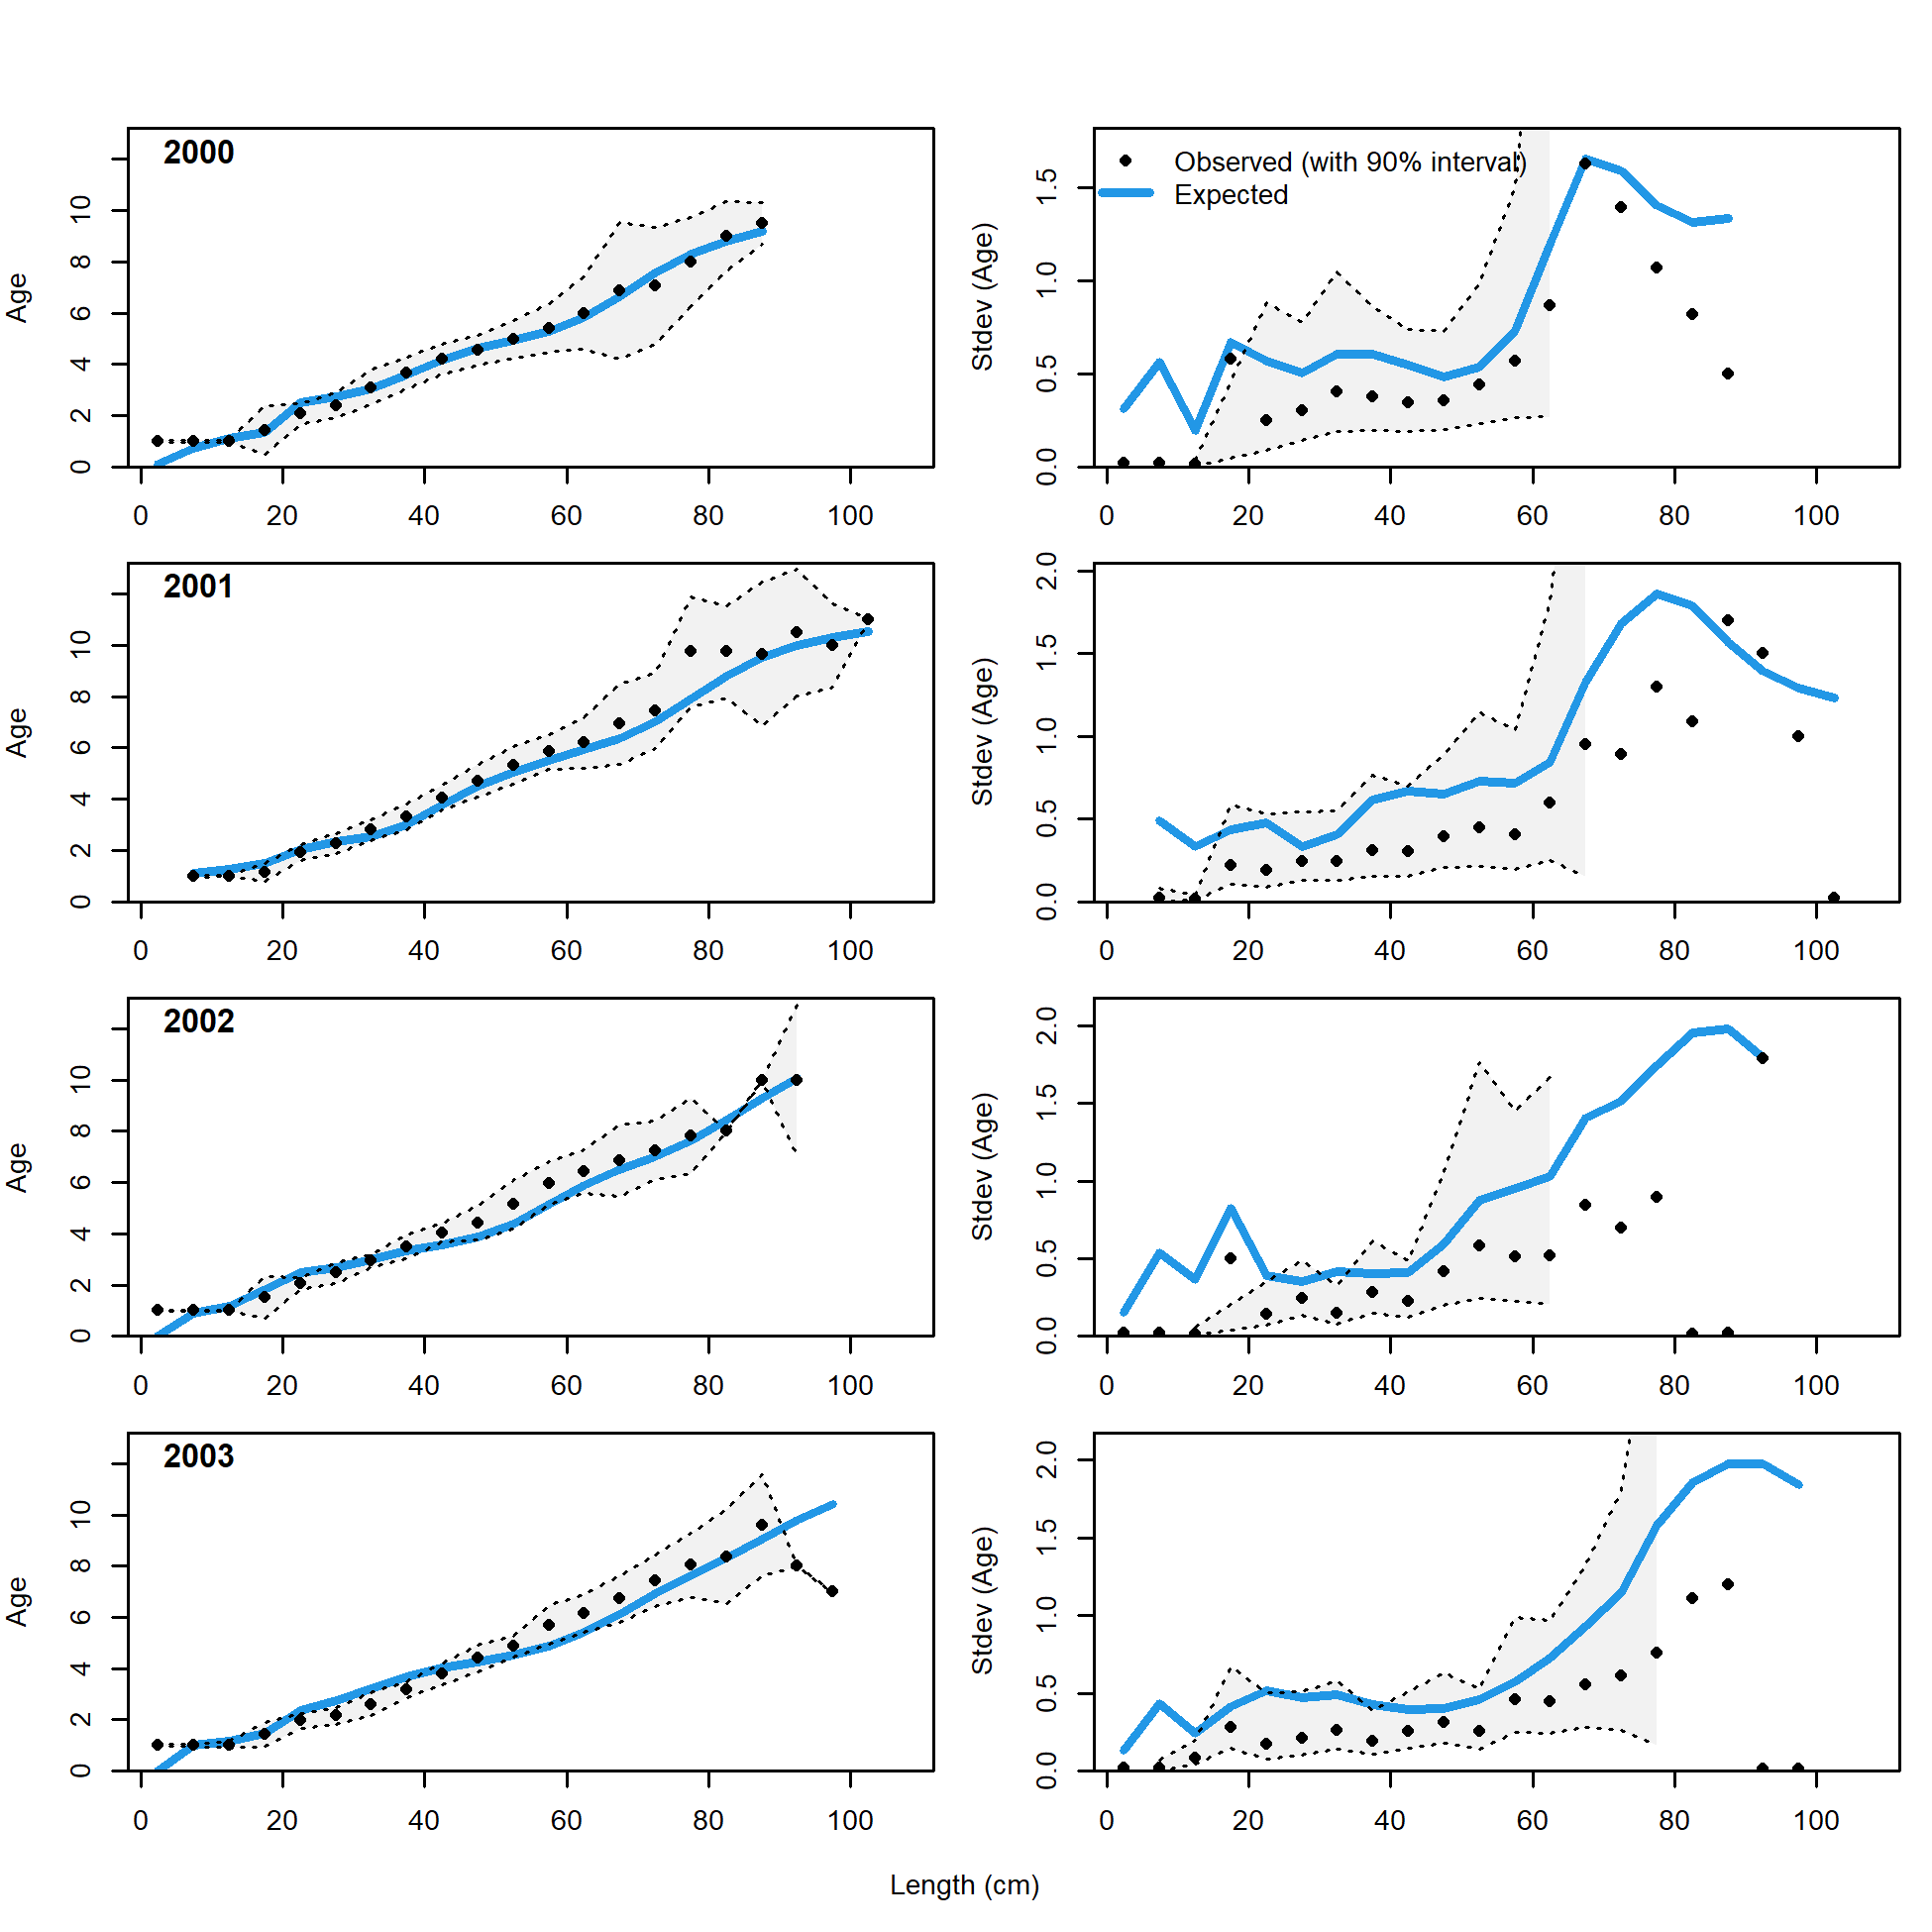 2000
Age
0 2 4 6 8 10
0 20 40 60 80 100
Observed (with 90% interval)
Expected
Stdev (Age)
0.0 0.5 1.0 1.5
0 20 40 60 80 100
2001
Age
0 2 4 6 8 10
0 20 40 60 80 100
Stdev (Age)
0.0 0.5 1.0 1.5 2.0
0 20 40 60 80 100
2002
Age
0 2 4 6 8 10
0 20 40 60 80 100
Stdev (Age)
0.0 0.5 1.0 1.5 2.0
0 20 40 60 80 100
2003
Age
0 2 4 6 8 10
0 20 40 60 80 100
Stdev (Age)
0.0 0.5 1.0 1.5 2.0
0 20 40 60 80 100
Length (cm)